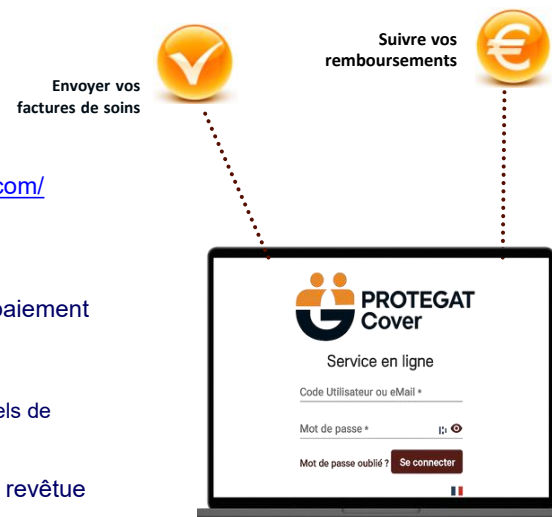 Suivre vos
remboursements
Envoyer vos
factures de soins
com/
paiement
els de
revêtue
PROTEGAT
Cover
Service en ligne
Code Utilisateur ou eMail *
Mot de passe *
Mot de passe oublié ? Se connecter